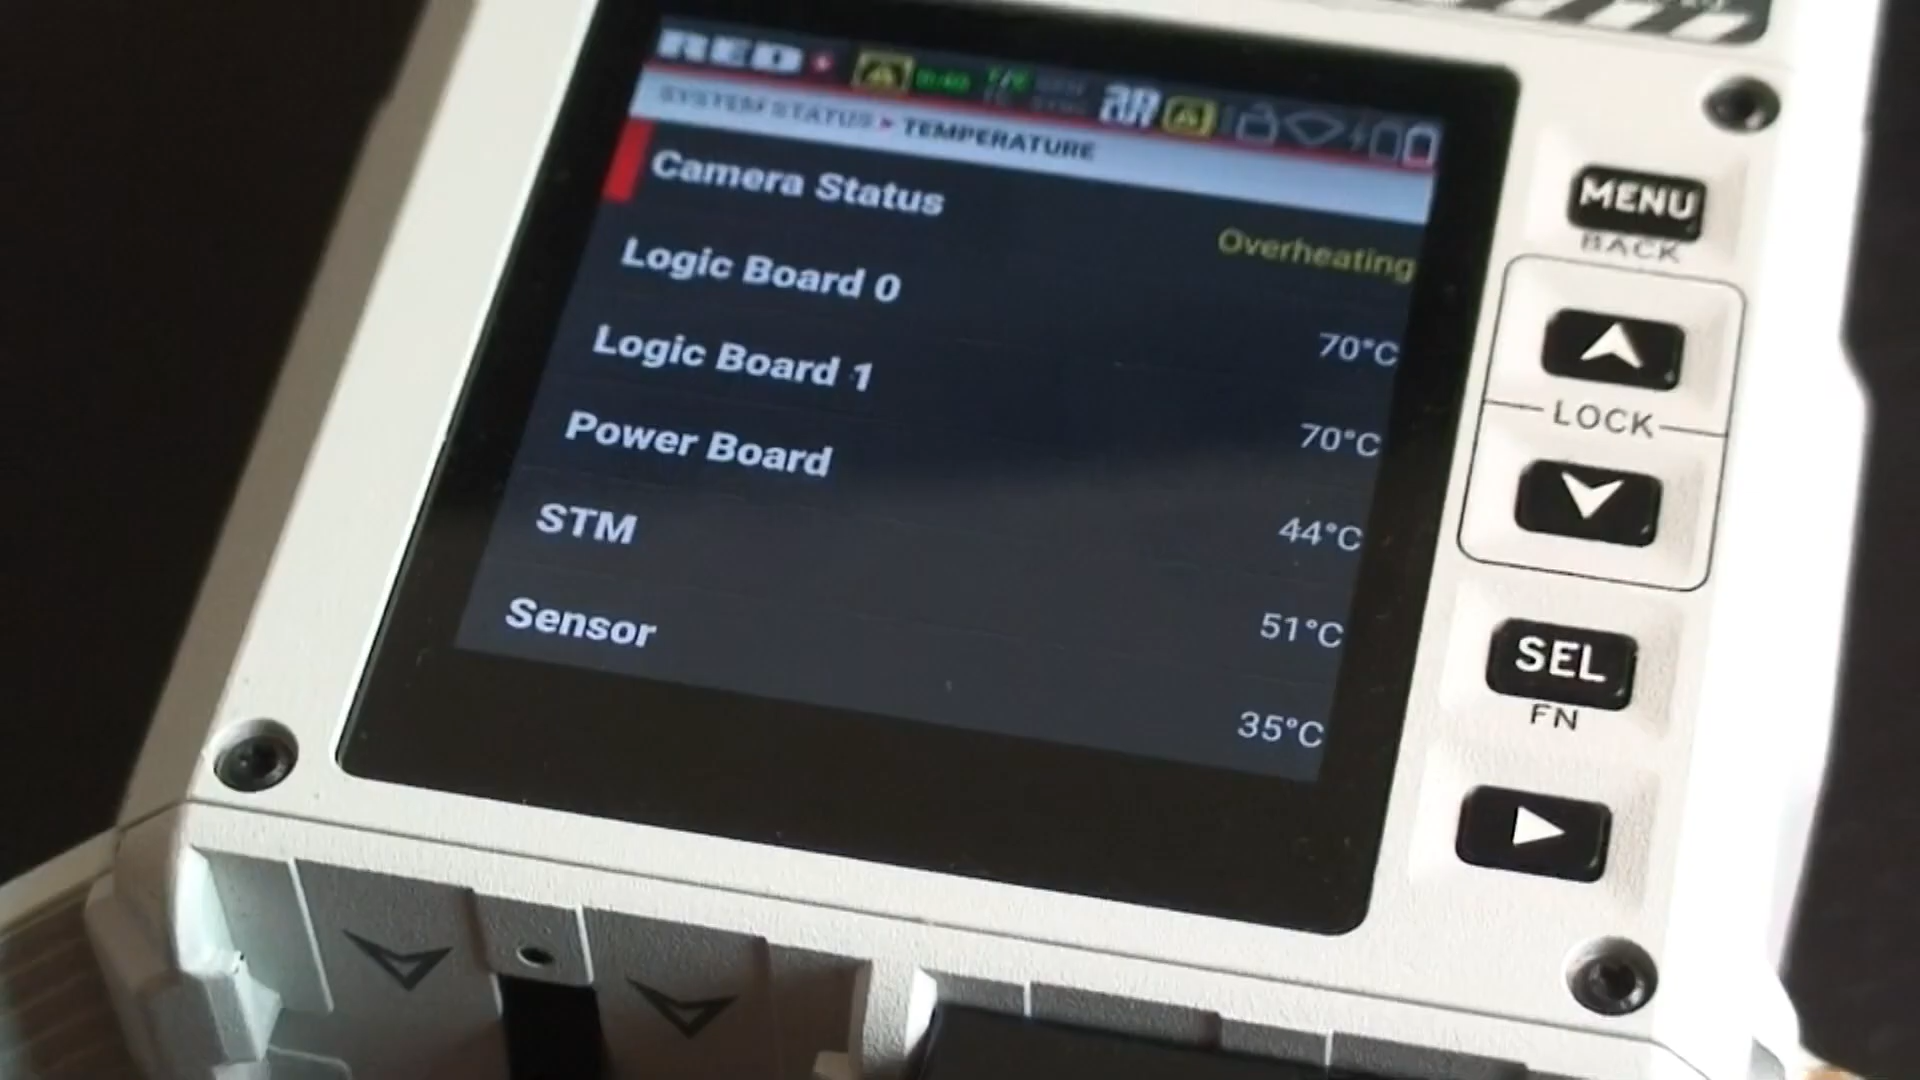 RED
SYSTEM STATUS ▸ TEMPERATURE
Camera Status
Overheating
Logic Board 0
70°C
Logic Board 1
70°C
Power Board
44°C
STM
51°C
Sensor
35°C
MENU
BACK
LOCK
SEL
FN